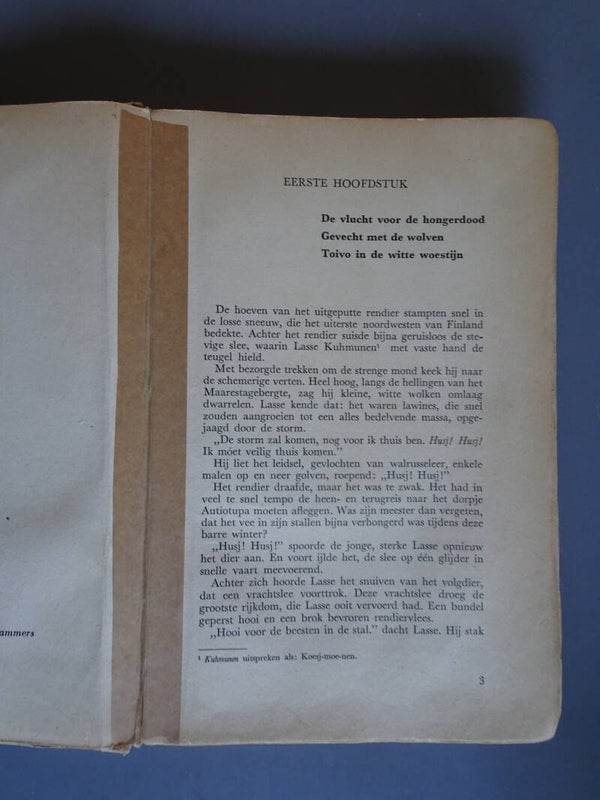 EERSTE HOOFDSTUK
De vlucht voor de hongerdood
Gevecht met de wolven
Toivo in de witte woestijn
De hoeven van het uitgeputte rendier stampten snel in
de losse sneeuw, die het uiterste noordwesten van Finland
bedekte. Achter het rendier suisde bijna geruisloos de ste-
vige slee, waarin Lasse Kuhmunen¹ met vaste hand de
teugel hield.
Met bezorgde trekken om de strenge mond keek hij naar
de schemerige verten. Heel hoog, langs de hellingen van het
Maarestagebergte, zag hij kleine, witte wolken omlaag
dwarrelen. Lasse kende dat: het waren lawines, die snel
zouden aangroeien tot een alles bedelvende massa, opge-
jaagd door de storm.
„De storm zal komen, nog voor ik thuis ben. Husj! Husj!
Ik móet veilig thuis komen.”
Hij liet het leidsel, gevlochten van walrusseleer, enkele
malen op en neer golven, roepend: „Husj! Husj!”
Het rendier draafde, maar het was te zwak. Het had in
veel te snel tempo de heen- en terugreis naar het dorpje
Autiotupa moeten afleggen. Was zijn meester dan vergeten,
dat het vee in zijn stallen bijna verhongerd was tijdens deze
barre winter?
„Husj! Husj!” spoorde de jonge, sterke Lasse opnieuw
het dier aan. En voort ijlde het, de slee op één glijder in
snelle vaart meevoerend.
Achter zich hoorde Lasse het snuiven van het volgdier,
dat een vrachtslee voorttrok. Deze vrachtslee droeg de
grootste rijkdom, die Lasse ooit vervoerd had. Een bundel
geperst hooi en een brok bevroren rendiervlees.
„Hooi voor de beesten in de stal.” dacht Lasse. Hij stak
¹ Kuhmunen uitspreken als: Koesj-moe-nen.
3
ammers